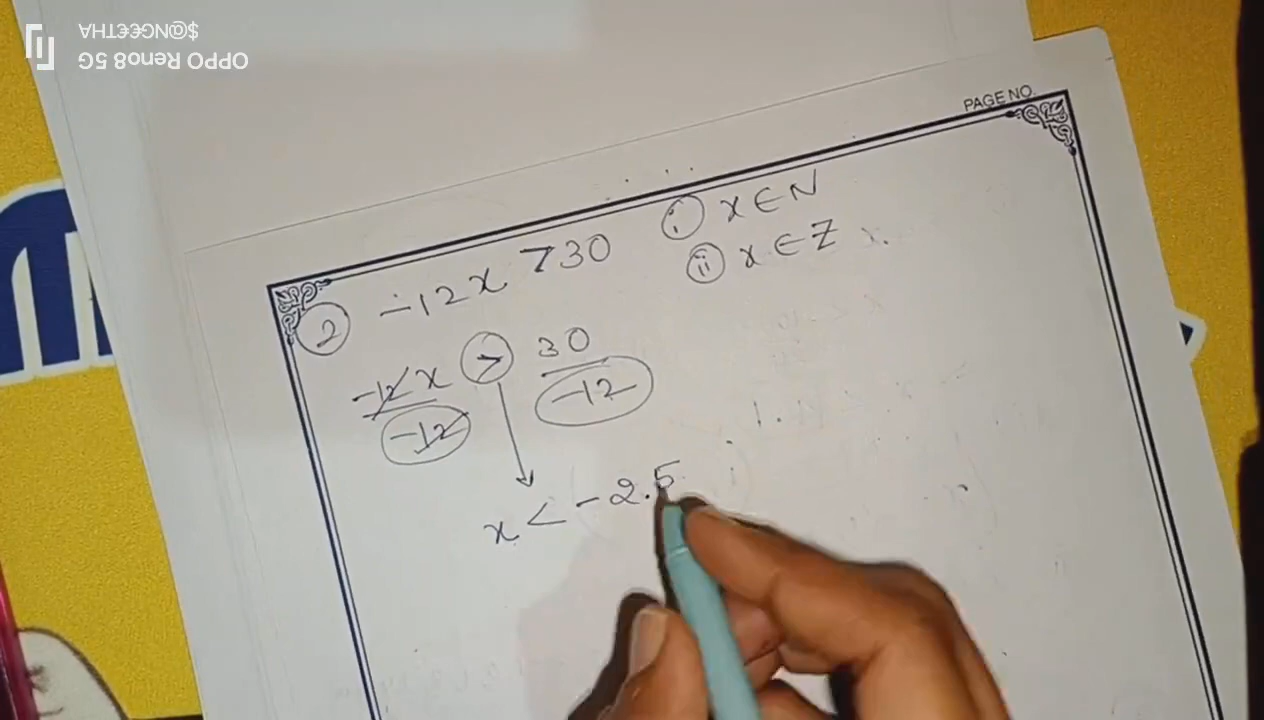 $@NGEETHA
OPPO Reno8 5G
PAGE NO.
2 -12x > 30
i x ∈ N
ii x ∈ Z
-12x / -12 > 30 / -12
x < -2.5